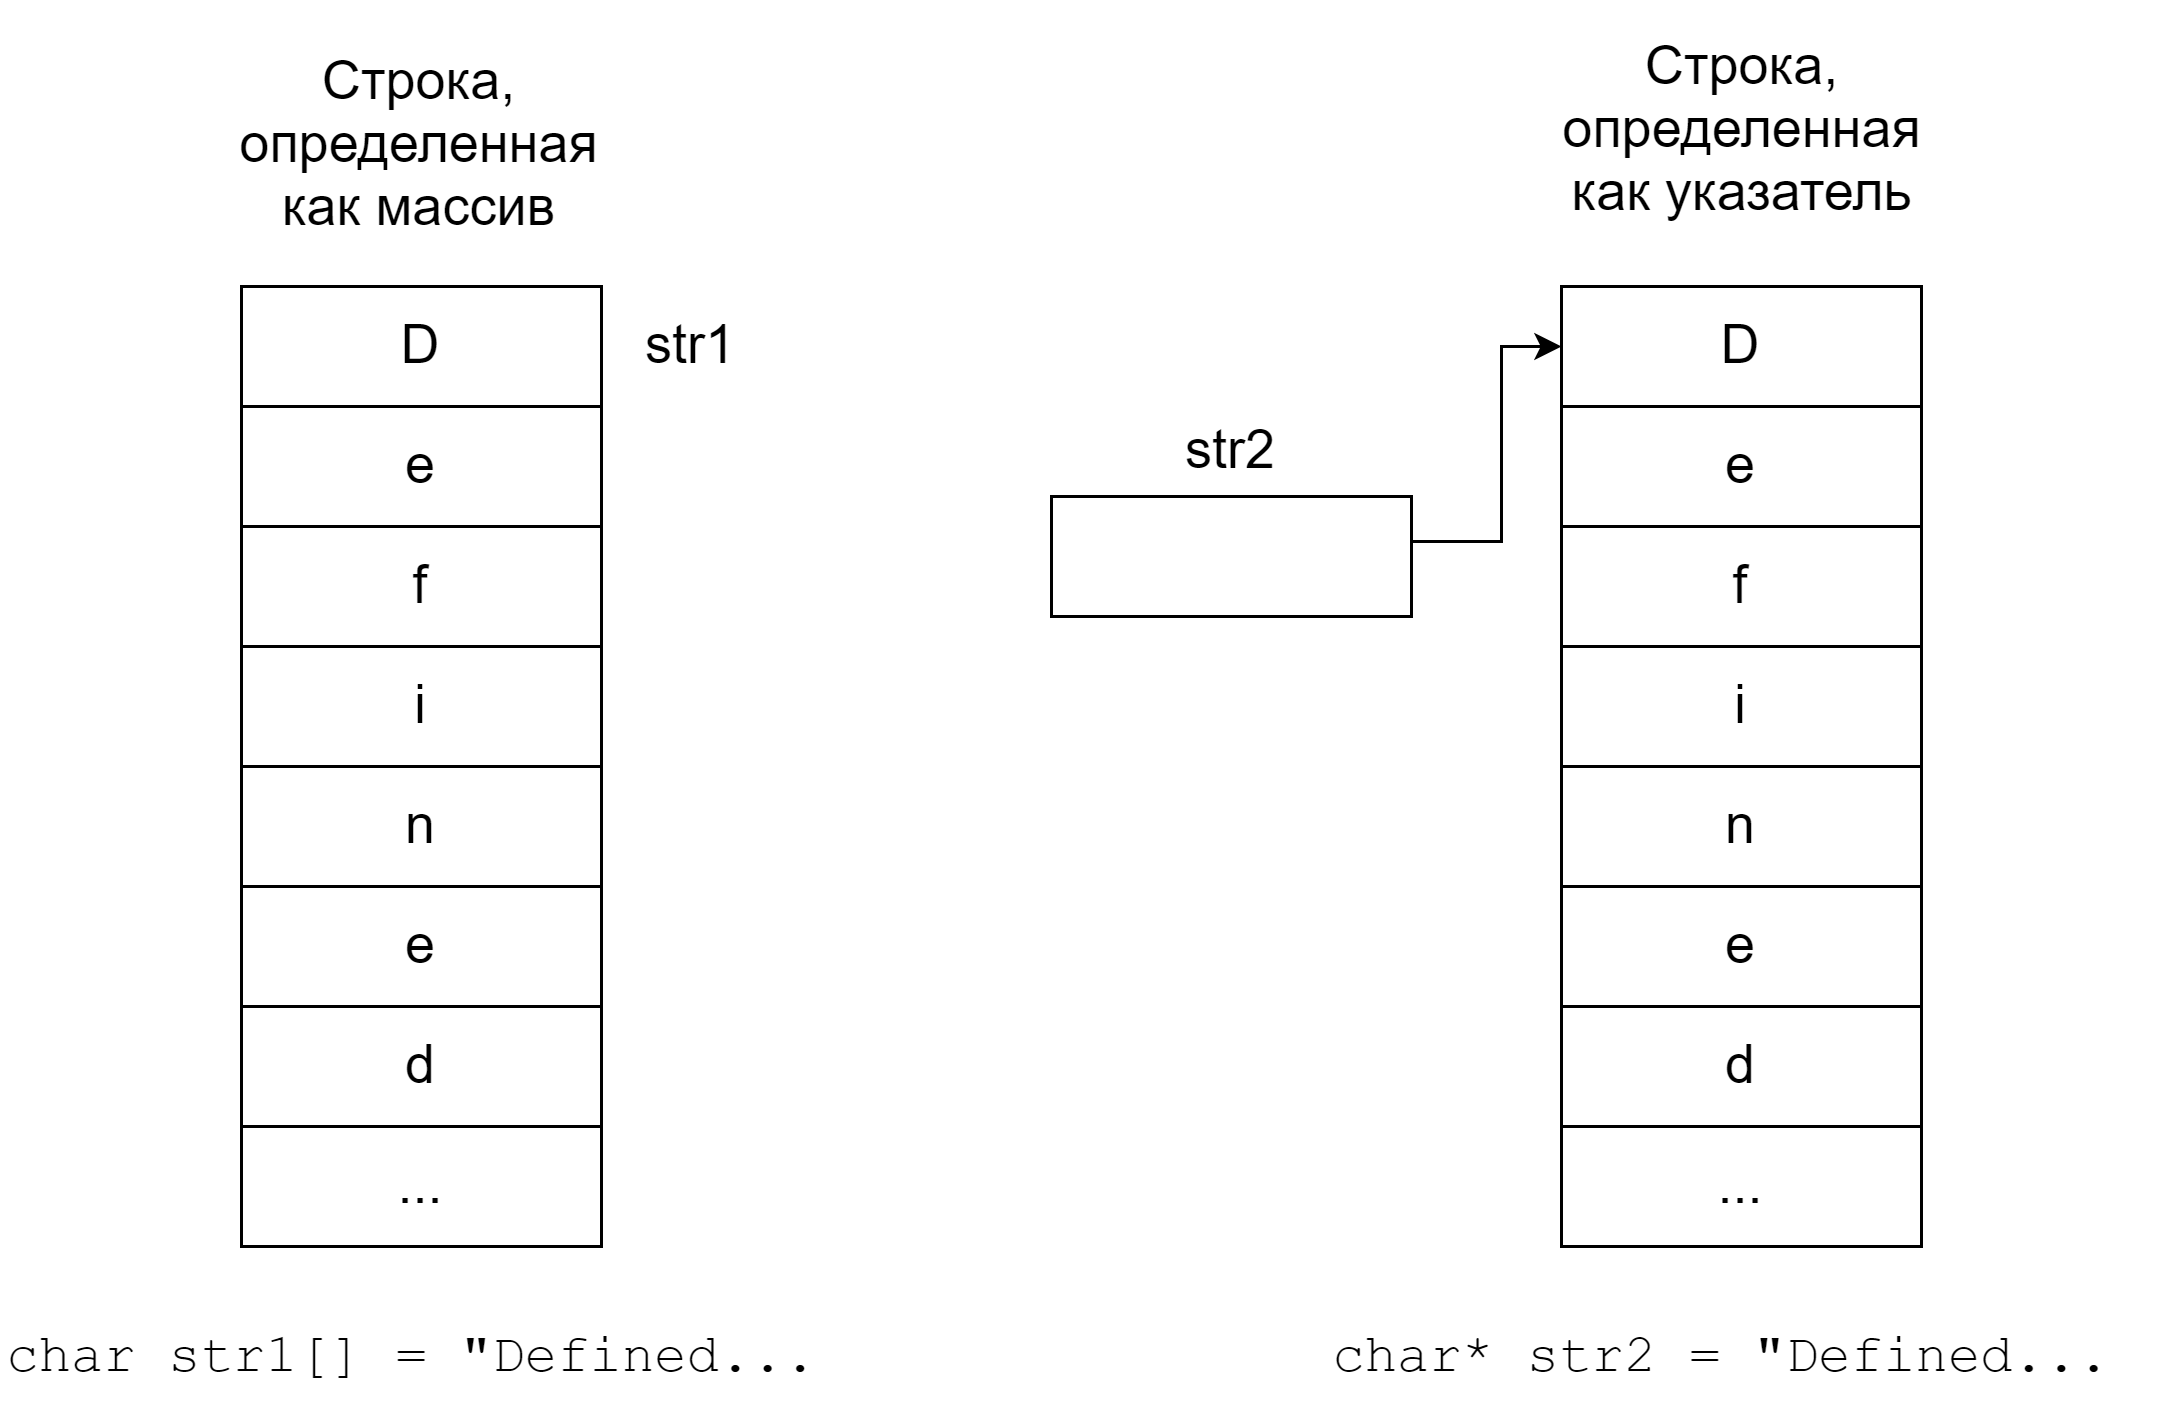 Строка,
определенная
как массив
D
e
f
i
n
e
d
...
str1
char str1[] = "Defined...
Строка,
определенная
как указатель
str2
D
e
f
i
n
e
d
...
char* str2 = "Defined...